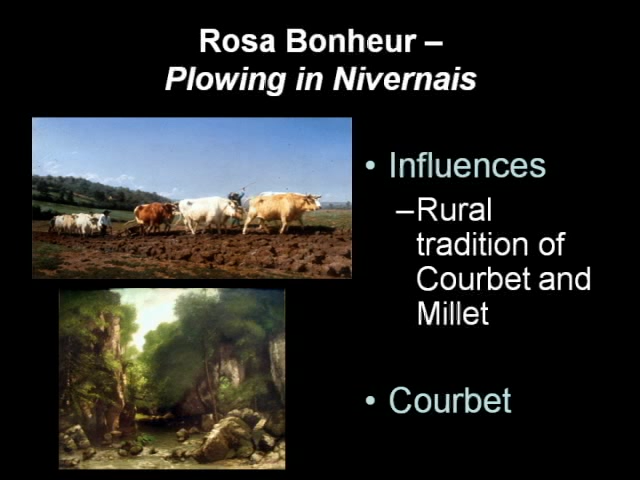 Rosa Bonheur –
Plowing in Nivernais
• Influences
–Rural
tradition of
Courbet and
Millet
• Courbet